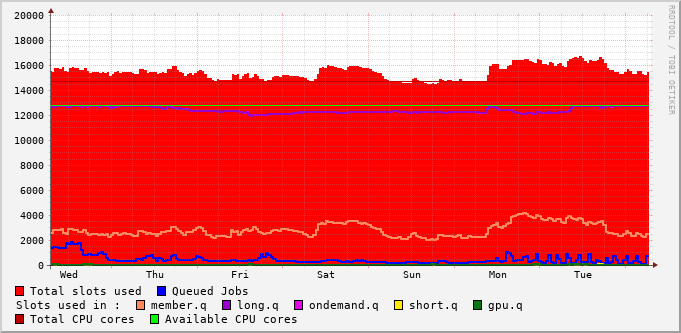 20000
18000
16000
14000
12000
10000
8000
6000
4000
2000
0
Wed Thu Fri Sat Sun Mon Tue
RRDTOOL / TOBI OETIKER
Total slots used Queued Jobs
Slots used in : member.q long.q ondemand.q short.q gpu.q
Total CPU cores Available CPU cores